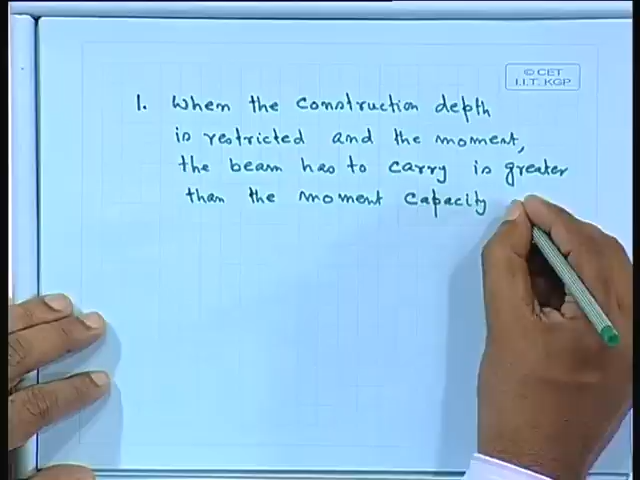 © CET
I.I.T. KGP
1. When the construction depth
is restricted and the moment,
the beam has to carry is greater
than the moment capacity